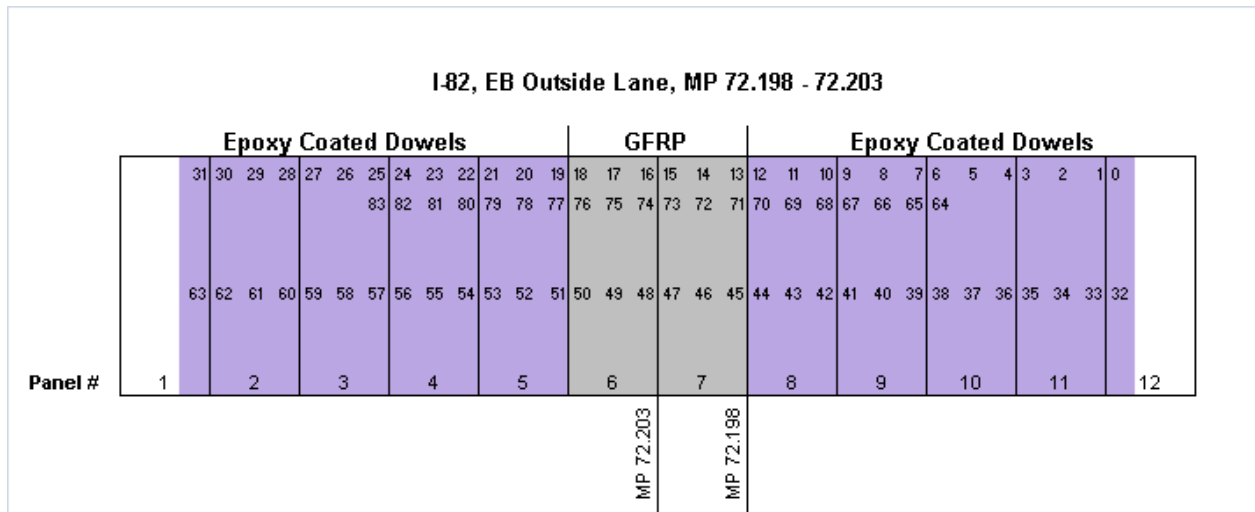 I-82, EB Outside Lane, MP 72.198 - 72.203
Epoxy Coated Dowels GFRP Epoxy Coated Dowels
31 30 29 28 27 26 25 24 23 22 21 20 19 18 17 16 15 14 13 12 11 10 9 8 7 6 5 4 3 2 1 0
83 82 81 80 79 78 77 76 75 74 73 72 71 70 69 68 67 66 65 64
63 62 61 60 59 58 57 56 55 54 53 52 51 50 49 48 47 46 45 44 43 42 41 40 39 38 37 36 35 34 33 32
Panel # 1 2 3 4 5 6 7 8 9 10 11 12
MP 72.203
MP 72.198